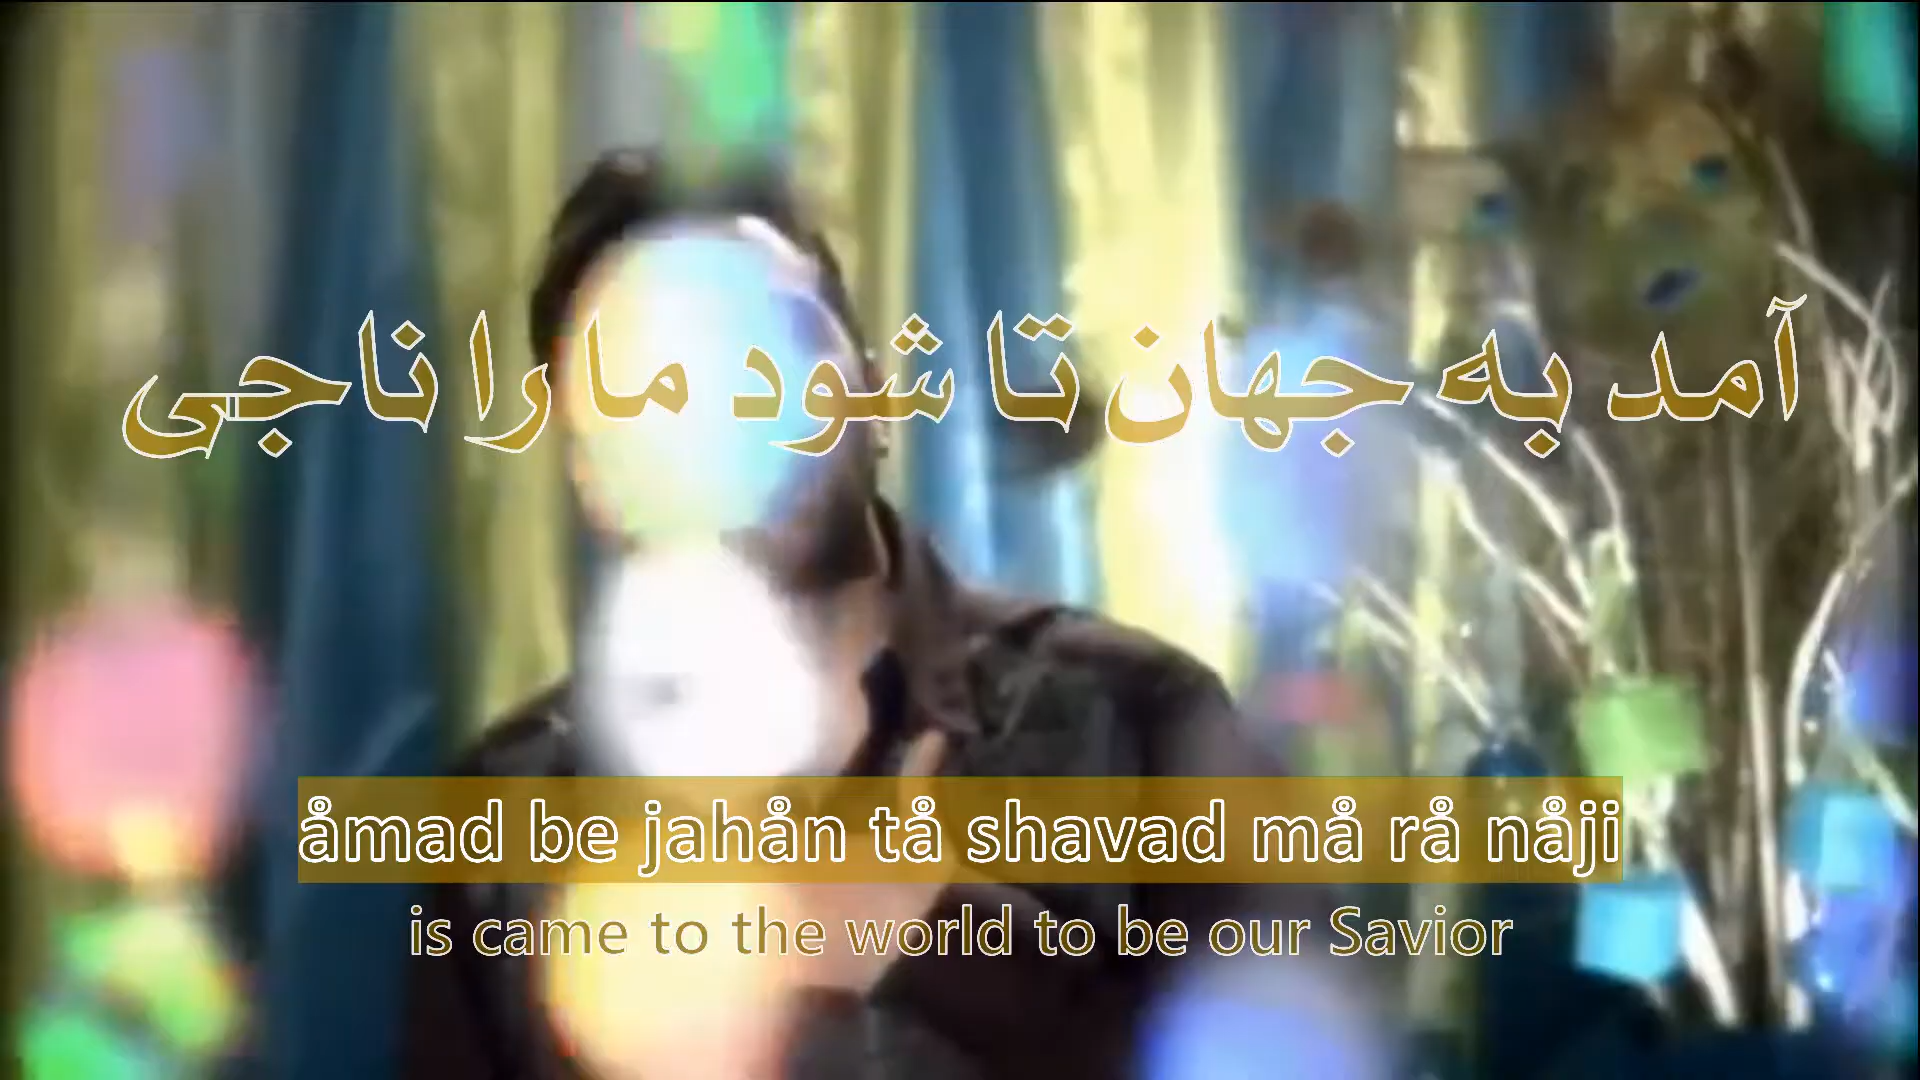 آمد به جهان تا شود ما را ناجی
åmad be jahån tå shavad må rå nåji
is came to the world to be our Savior